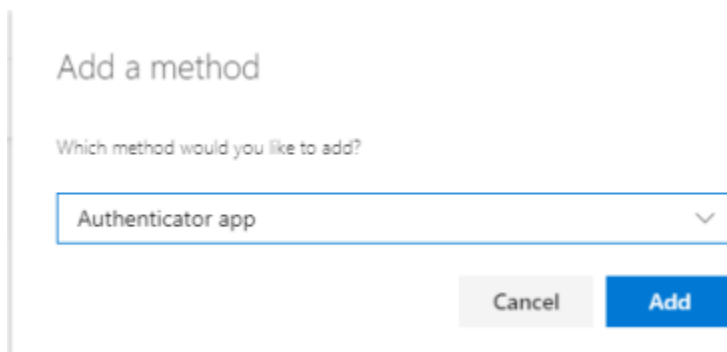 Add a method
Which method would you like to add?
Authenticator app
Cancel Add